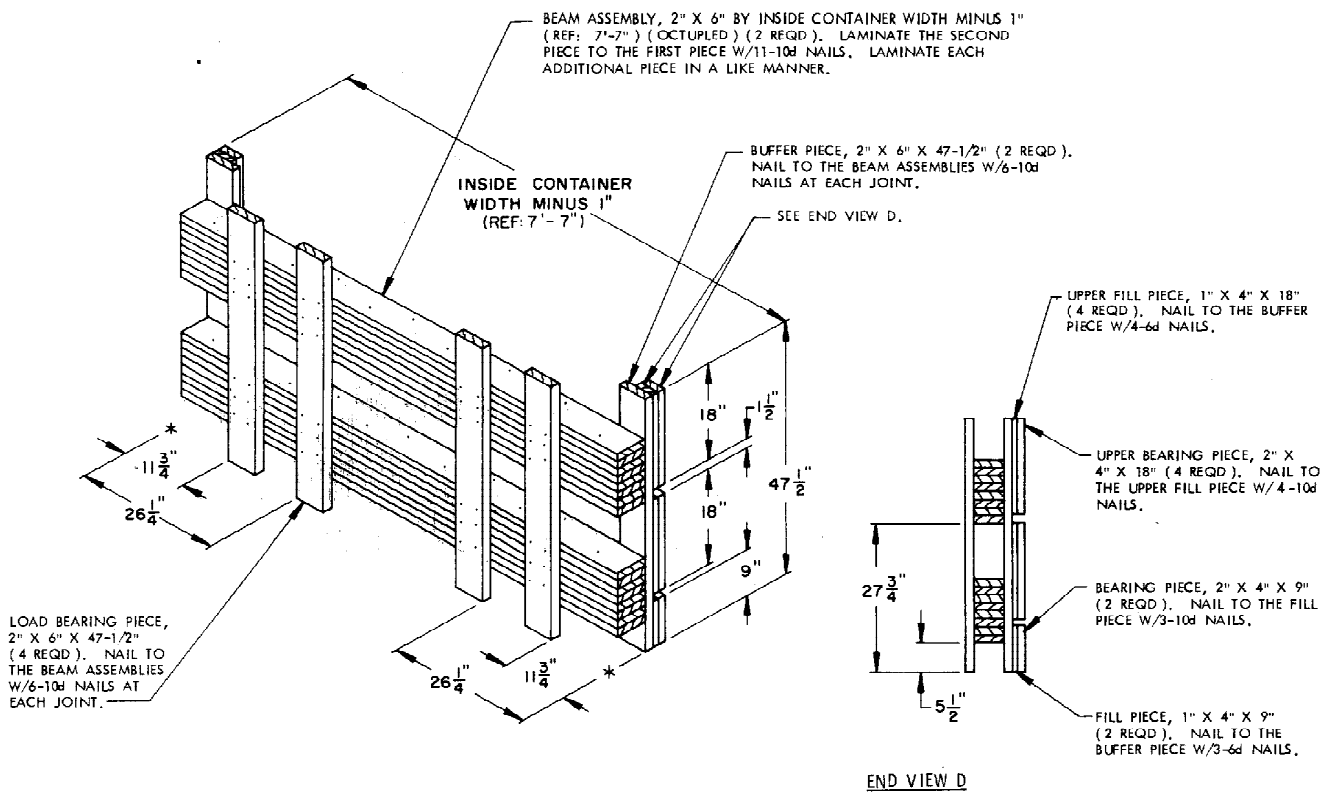 BEAM ASSEMBLY, 2" X 6" BY INSIDE CONTAINER WIDTH MINUS 1"
(REF: 7'-7") (OCTUPLED) (2 REQD). LAMINATE THE SECOND
PIECE TO THE FIRST PIECE W/11-10d NAILS. LAMINATE EACH
ADDITIONAL PIECE IN A LIKE MANNER.
BUFFER PIECE, 2" X 6" X 47-1/2" (2 REQD).
NAIL TO THE BEAM ASSEMBLIES W/6-10d
NAILS AT EACH JOINT.
SEE END VIEW D.
INSIDE CONTAINER
WIDTH MINUS 1"
(REF: 7'-7")
UPPER FILL PIECE, 1" X 4" X 18"
(4 REQD). NAIL TO THE BUFFER
PIECE W/4-6d NAILS.
18"
1 1/2"
47 1/2"
18"
9"
UPPER BEARING PIECE, 2" X
4" X 18" (4 REQD). NAIL TO
THE UPPER FILL PIECE W/4-10d
NAILS.
*
11 3/4"
26 1/4"
27 3/4"
BEARING PIECE, 2" X 4" X 9"
(2 REQD). NAIL TO THE FILL
PIECE W/3-10d NAILS.
LOAD BEARING PIECE,
2" X 6" X 47-1/2"
(4 REQD). NAIL TO
THE BEAM ASSEMBLIES
W/6-10d NAILS AT
EACH JOINT.
26 1/4"
11 3/4"
*
5 1/2"
FILL PIECE, 1" X 4" X 9"
(2 REQD). NAIL TO THE
BUFFER PIECE W/3-6d NAILS.
END VIEW D